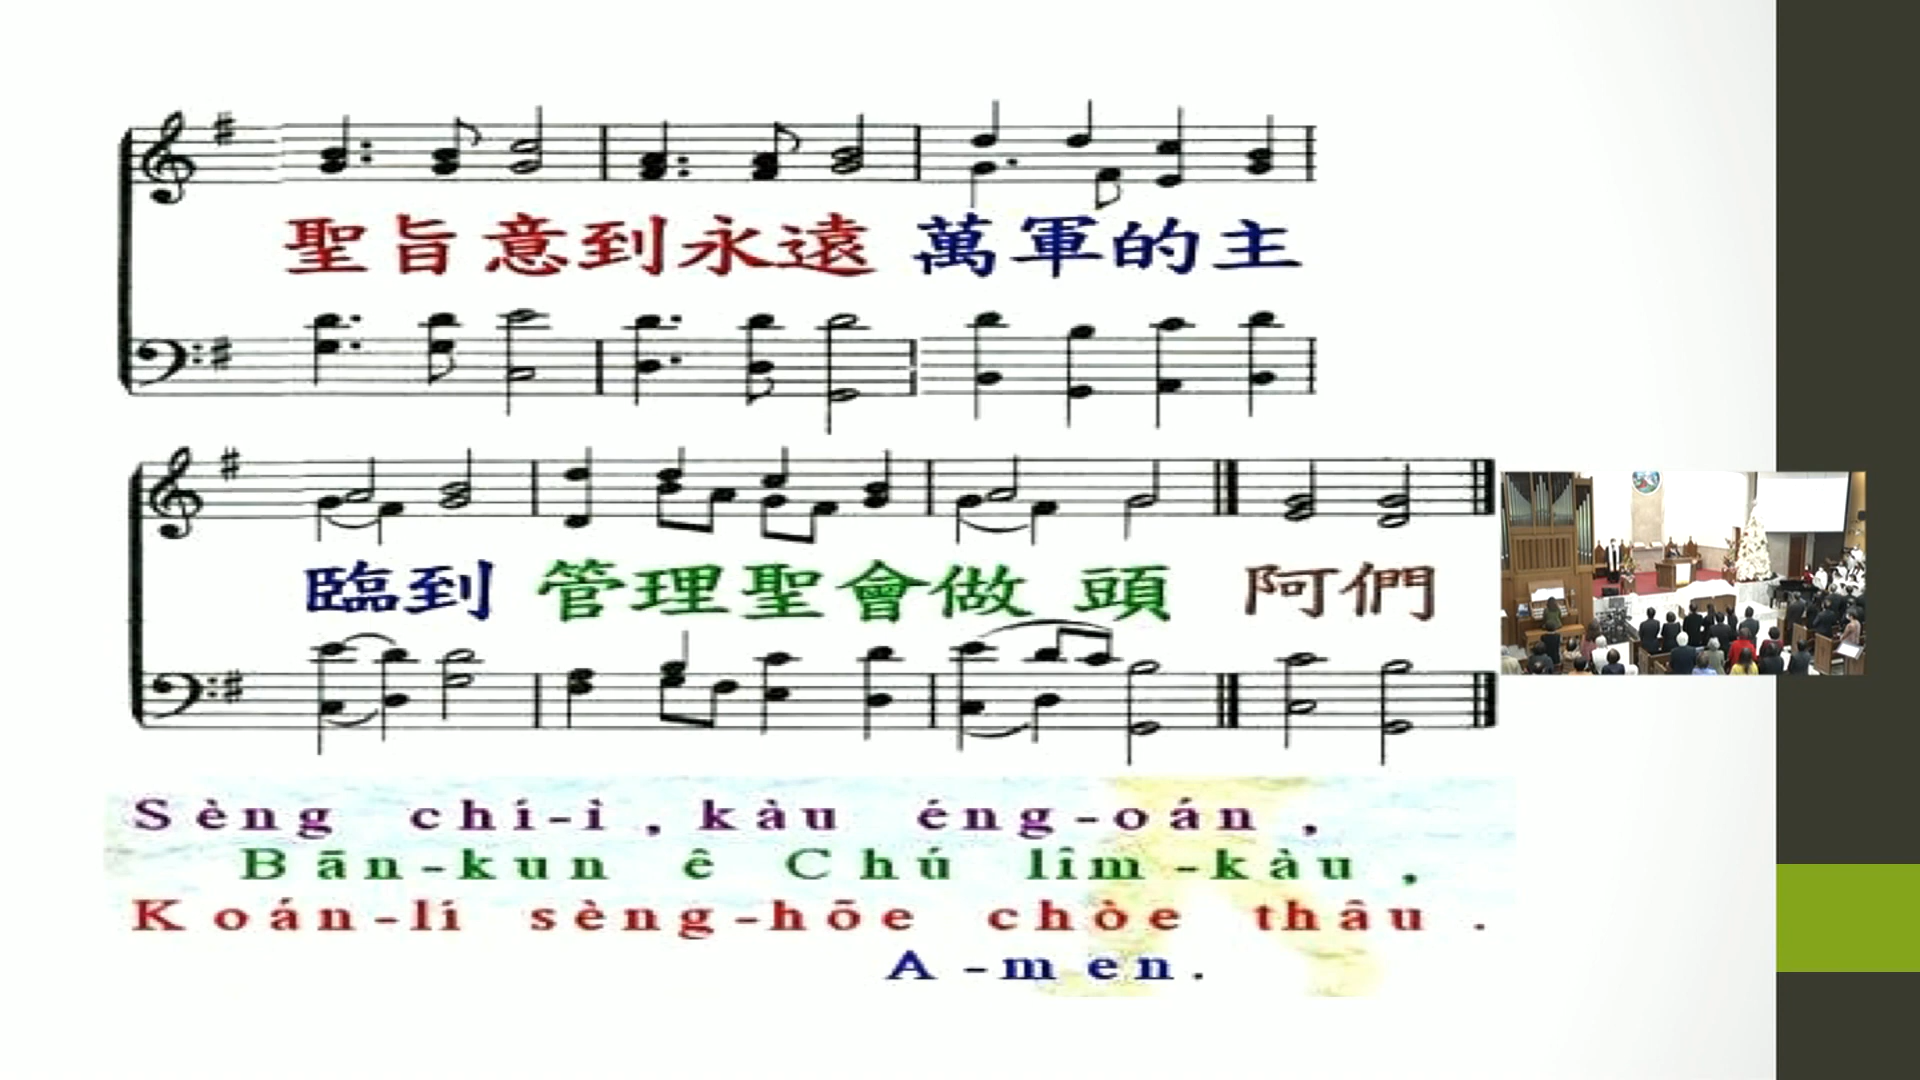 聖旨意到永遠 萬軍的主
臨到 管理聖會做 頭 阿們
Sèng chí-ì, kàu éng-oán,
Bān-kun ê Chú lîm-kàu,
Koán-lí sèng-hōe chòe thâu.
A-men.